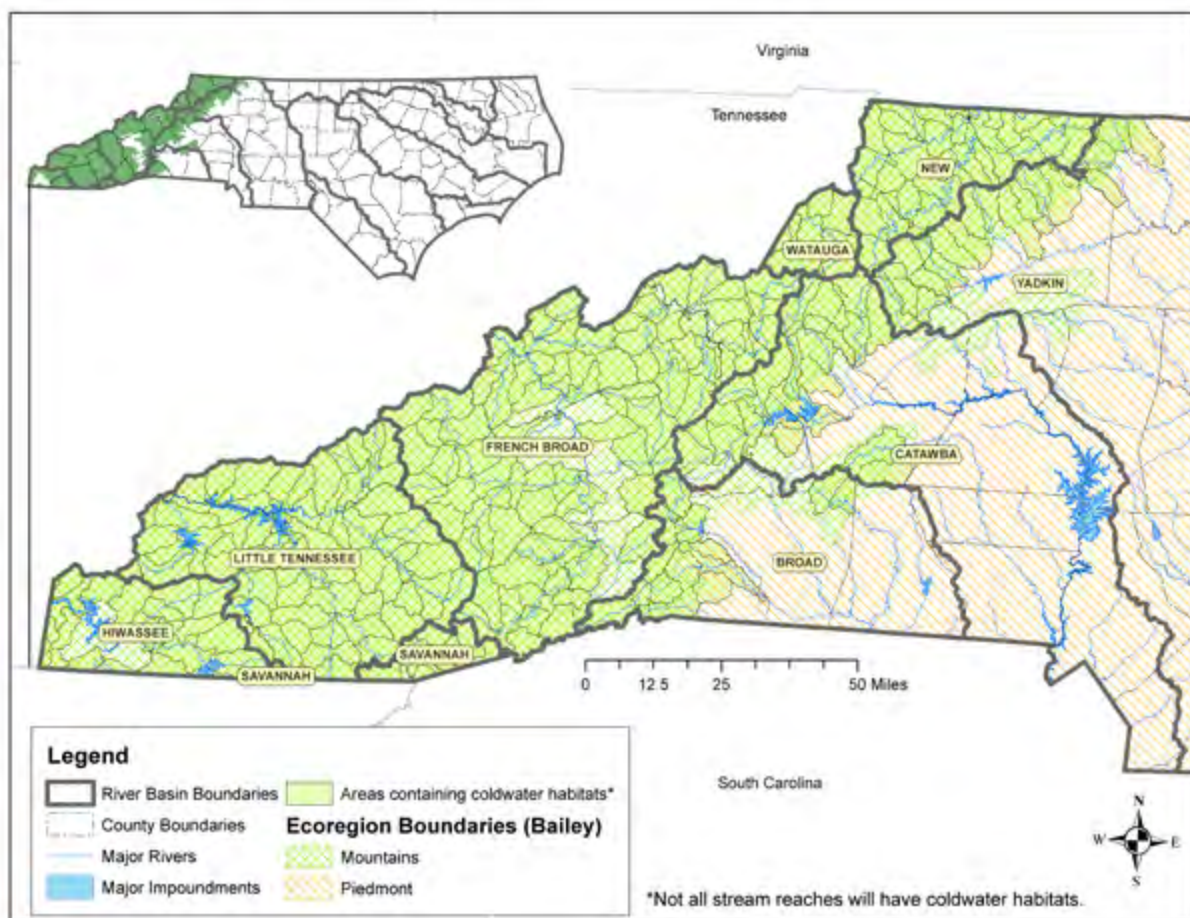 Virginia
Tennessee
NEW
WATAUGA
YADKIN
FRENCH BROAD
CATAWBA
LITTLE TENNESSEE
BROAD
HIWASSEE
SAVANNAH
SAVANNAH
0 12.5 25 50 Miles
South Carolina
Legend
River Basin Boundaries
County Boundaries
Major Rivers
Major Impoundments
Areas containing coldwater habitats*
Ecoregion Boundaries (Bailey)
Mountains
Piedmont
N
W E
S
*Not all stream reaches will have coldwater habitats.